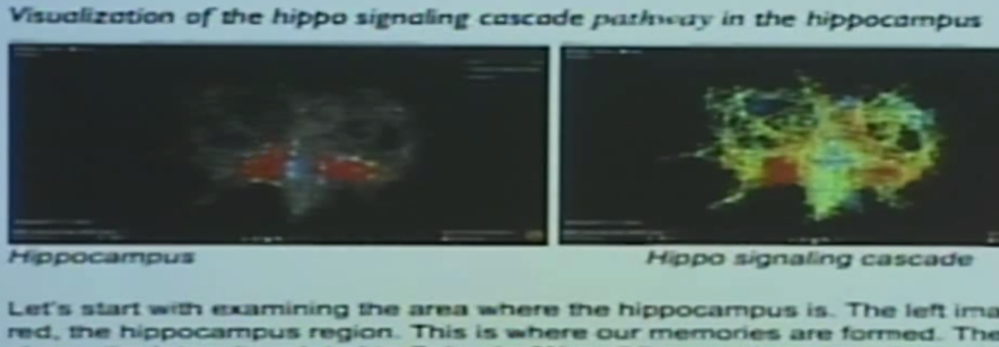 Visualization of the hippo signaling cascade pathway in the hippocampus
Hippocampus
Hippo signaling cascade
Let's start with examining the area where the hippocampus is. The left ima
red, the hippocampus region. This is where our memories are formed. The